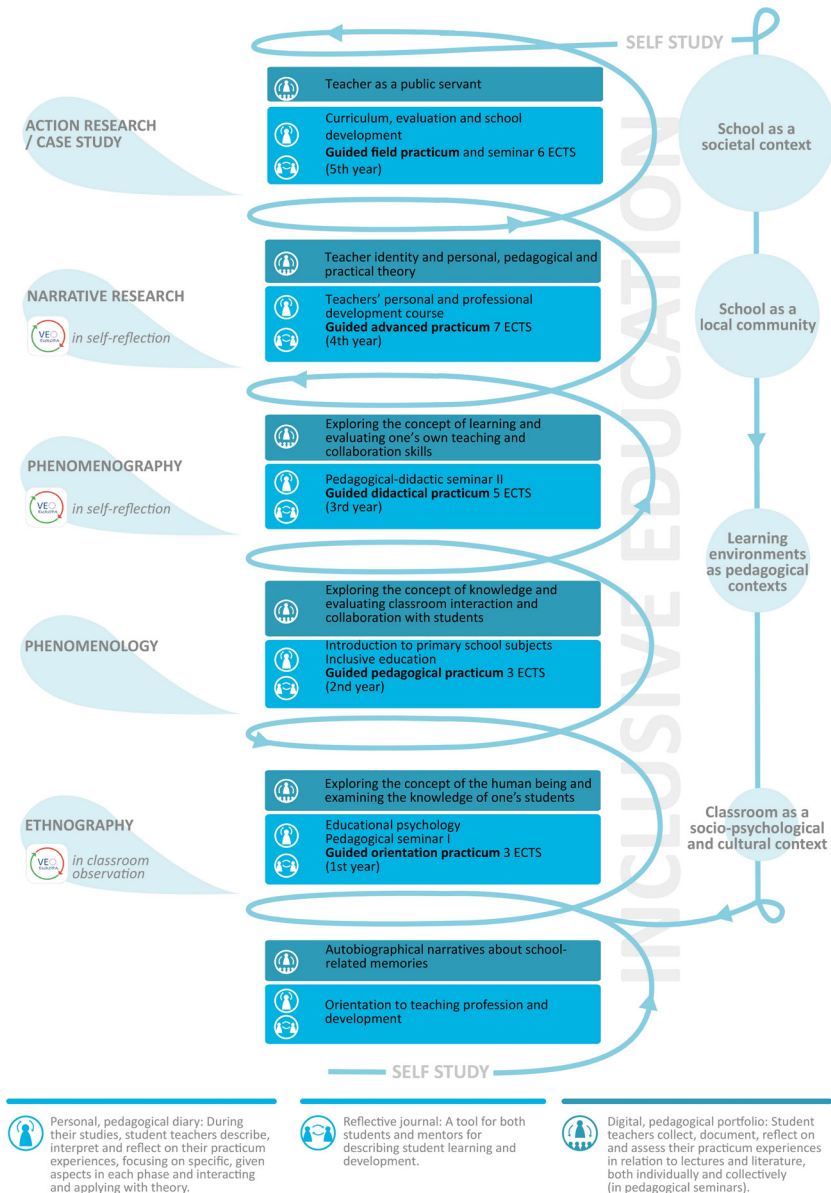 SELF STUDY
INCLUSIVE EDUCATION
ACTION RESEARCH
/ CASE STUDY
Teacher as a public servant
Curriculum, evaluation and school
development
Guided field practicum and seminar 6 ECTS
(5th year)
School as a
societal context
NARRATIVE RESEARCH
VEO
EUROPA
in self-reflection
Teacher identity and personal, pedagogical and
practical theory
Teachers’ personal and professional
development course
Guided advanced practicum 7 ECTS
(4th year)
School as a
local community
PHENOMENOGRAPHY
VEO
EUROPA
in self-reflection
Exploring the concept of learning and
evaluating one’s own teaching and
collaboration skills
Pedagogical-didactic seminar II
Guided didactical practicum 5 ECTS
(3rd year)
Learning
environments
as pedagogical
contexts
PHENOMENOLOGY
Exploring the concept of knowledge and
evaluating classroom interaction and
collaboration with students
Introduction to primary school subjects
Inclusive education
Guided pedagogical practicum 3 ECTS
(2nd year)
ETHNOGRAPHY
VEO
EUROPA
in classroom
observation
Exploring the concept of the human being and
examining the knowledge of one’s students
Educational psychology
Pedagogical seminar I
Guided orientation practicum 3 ECTS
(1st year)
Classroom as a
socio-psychological
and cultural context
Autobiographical narratives about school-
related memories
Orientation to teaching profession and
development
SELF STUDY
Personal, pedagogical diary: During
their studies, student teachers describe,
interpret and reflect on their practicum
experiences, focusing on specific, given
aspects in each phase and interacting
and applying with theory.
Reflective journal: A tool for both
students and mentors for
describing student learning and
development.
Digital, pedagogical portfolio: Student
teachers collect, document, reflect on
and assess their practicum experiences
in relation to lectures and literature,
both individually and collectively
(in pedagogical seminars).